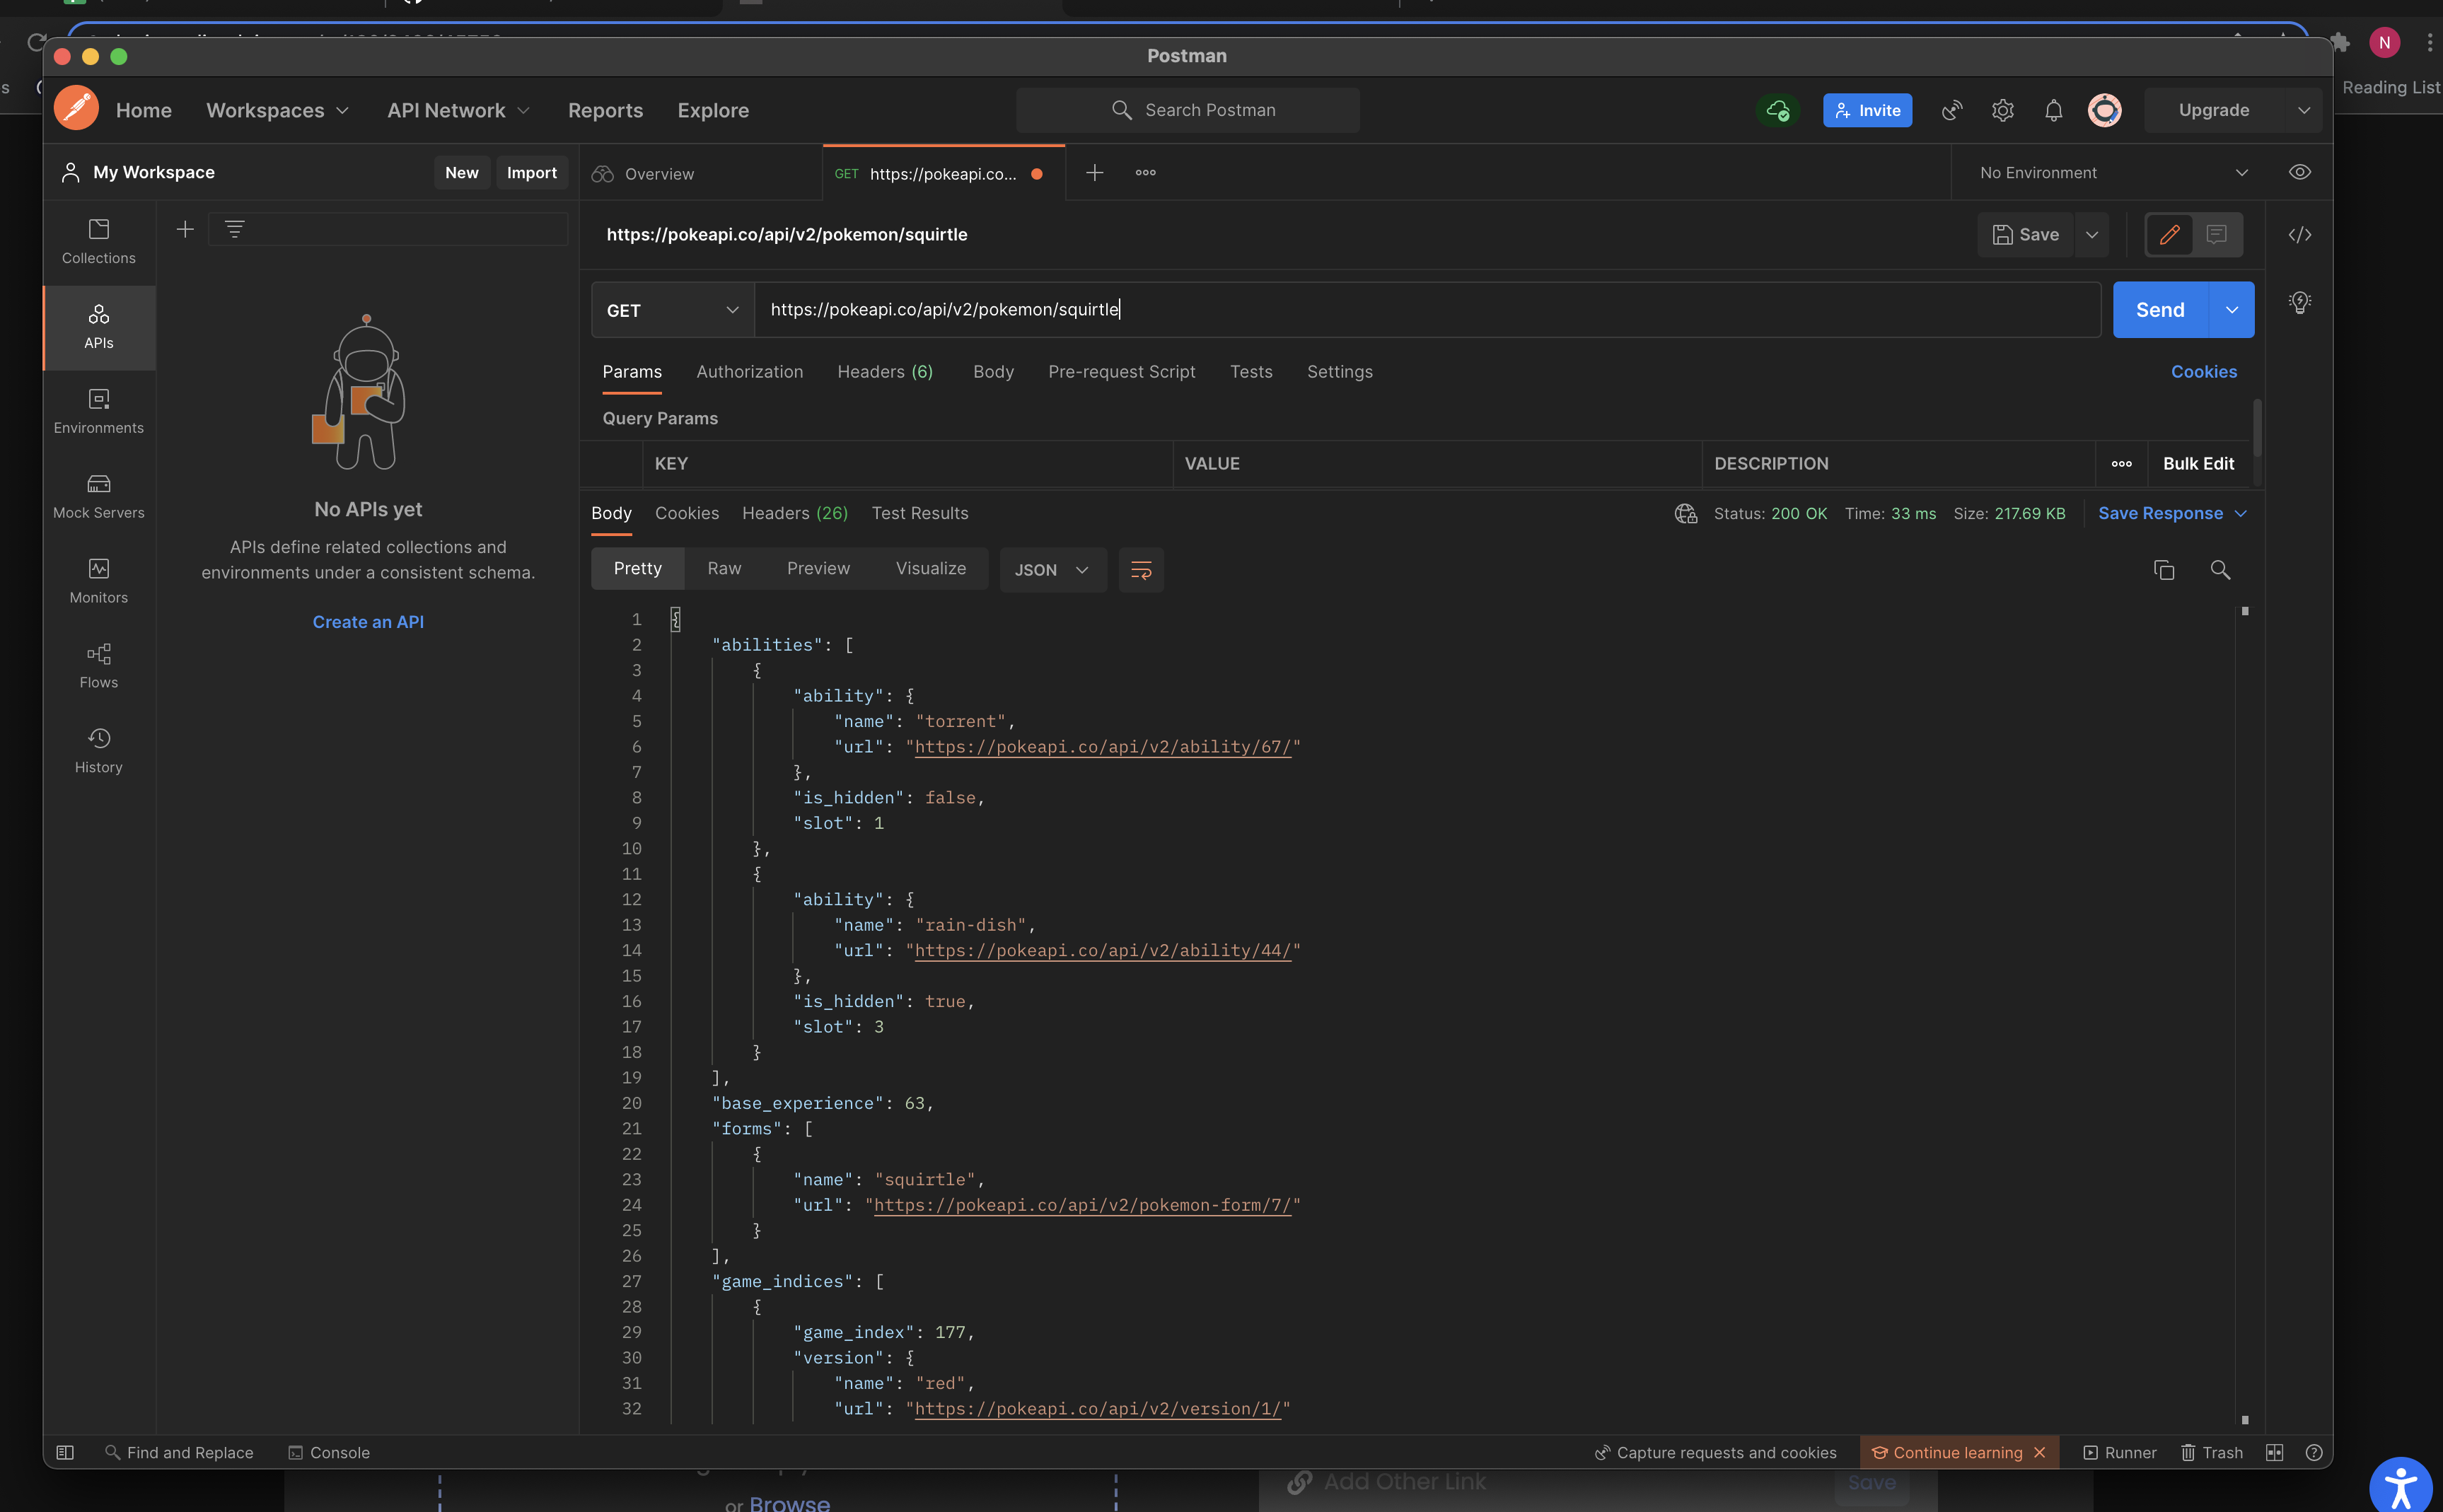 Postman
N
s
Reading List
Home Workspaces API Network Reports Explore
Search Postman
Invite
Upgrade
My Workspace
New
Import
Overview
GET https://pokeapi.co...
No Environment
Collections
APIs
Environments
Mock Servers
Monitors
Flows
History
No APIs yet
APIs define related collections and
environments under a consistent schema.
Create an API
https://pokeapi.co/api/v2/pokemon/squirtle
Save
GET
https://pokeapi.co/api/v2/pokemon/squirtle
Send
Params Authorization Headers (6) Body Pre-request Script Tests Settings
Cookies
Query Params
KEY VALUE DESCRIPTION ooo Bulk Edit
Body Cookies Headers (26) Test Results
Status: 200 OK Time: 33 ms Size: 217.69 KB Save Response
Pretty Raw Preview Visualize JSON
1 {
2 "abilities": [
3 {
4 "ability": {
5 "name": "torrent",
6 "url": "https://pokeapi.co/api/v2/ability/67/"
7 },
8 "is_hidden": false,
9 "slot": 1
10 },
11 {
12 "ability": {
13 "name": "rain-dish",
14 "url": "https://pokeapi.co/api/v2/ability/44/"
15 },
16 "is_hidden": true,
17 "slot": 3
18 }
19 ],
20 "base_experience": 63,
21 "forms": [
22 {
23 "name": "squirtle",
24 "url": "https://pokeapi.co/api/v2/pokemon-form/7/"
25 }
26 ],
27 "game_indices": [
28 {
29 "game_index": 177,
30 "version": {
31 "name": "red",
32 "url": "https://pokeapi.co/api/v2/version/1/"
Find and Replace
Console
Capture requests and cookies
Continue learning
Runner
Trash
or Browse
Add Other Link
Save